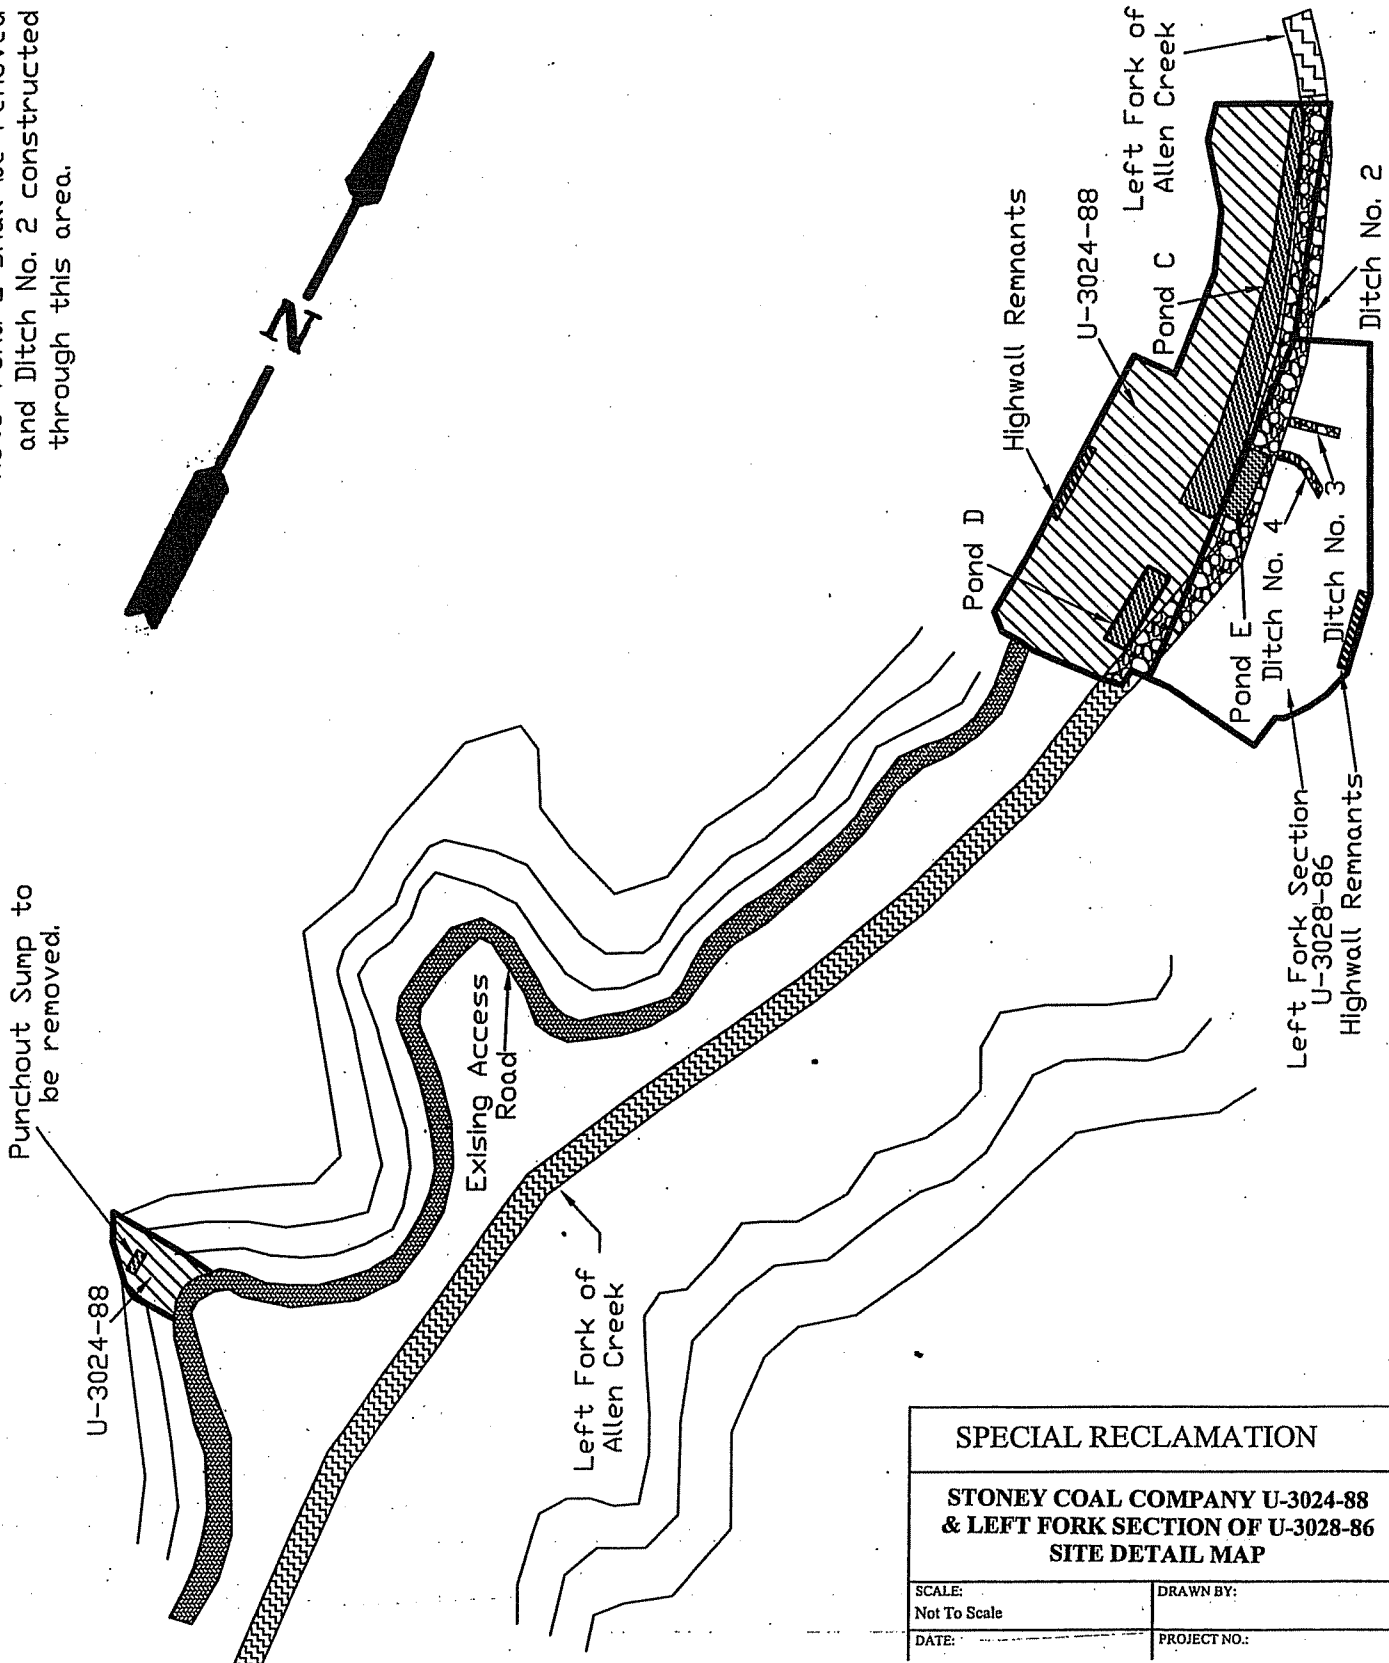 and Ditch No. 2 constructed
through this area.
N
Left Fork of
Allen Creek
Highwall Remnants
U-3024-88
Pond C
Ditch No. 2
Pond D
Pond E
Ditch No. 4
Ditch No. 3
Left Fork Section
U-3028-86
Highwall Remnants
Punchout Sump to
be removed.
Exising Access
Road
U-3024-88
Left Fork of
Allen Creek
SPECIAL RECLAMATION
STONEY COAL COMPANY U-3024-88
& LEFT FORK SECTION OF U-3028-86
SITE DETAIL MAP
SCALE:
Not To Scale
DRAWN BY:
DATE:
PROJECT NO.: